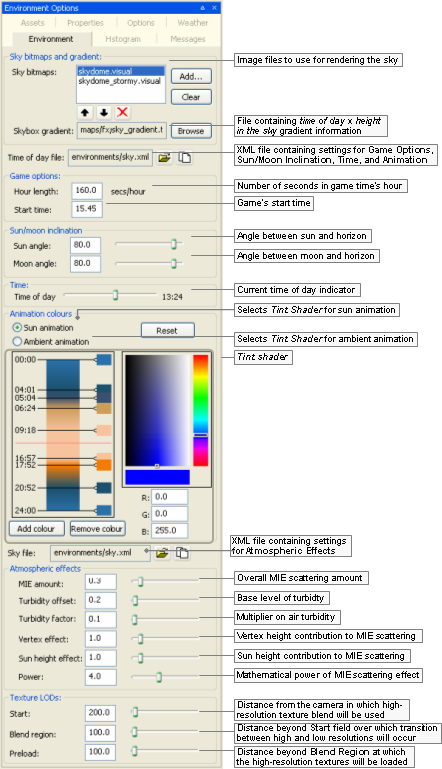 Environment Options
Assets Properties Options Weather
Environment Histogram Messages
Sky bitmaps and gradient:
Image files to use for rendering the sky
Sky bitmaps:
skydome.visual
skydome_stormy.visual
Add...
Clear
Skybox gradient: maps/fx/sky_gradient.t Browse
File containing time of day x height
in the sky gradient information
Time of day file: environments/sky.xml
XML file containing settings for Game Options,
Sun/Moon Inclination, Time, and Animation
Game options:
Hour length: 160.0 secs/hour
Number of seconds in game time's hour
Start time: 15.45
Game's start time
Sun/moon inclination
Sun angle: 80.0
Angle between sun and horizon
Moon angle: 80.0
Angle between moon and horizon
Time:
Time of day 13:24
Current time of day indicator
Animation colours
Selects Tint Shader for sun animation
Sun animation
Reset
Ambient animation
Selects Tint Shader for ambient animation
Tint shader
00:00
04:01
05:04
06:24
09:18
16:57
17:52
20:52
24:00
R: 0.0
G: 0.0
B: 255.0
Add colour Remove colour
Sky file: environments/sky.xml
XML file containing settings
for Atmospheric Effects
Atmospheric effects
MIE amount: 0.3
Overall MIE scattering amount
Turbidity offset: 0.2
Base level of turbidity
Turbidity factor: 0.1
Multiplier on air turbidity
Vertex effect: 1.0
Vertex height contribution to MIE scattering
Sun height effect: 1.0
Sun height contribution to MIE scattering
Power: 4.0
Mathematical power of MIE scattering effect
Texture LODs:
Start: 200.0
Distance from the camera in which high-
resolution texture blend will be used
Blend region: 100.0
Distance beyond Start field over which transition
between high and low resolutions will occur
Preload: 100.0
Distance beyond Blend Region at which
the high-resolution textures will be loaded